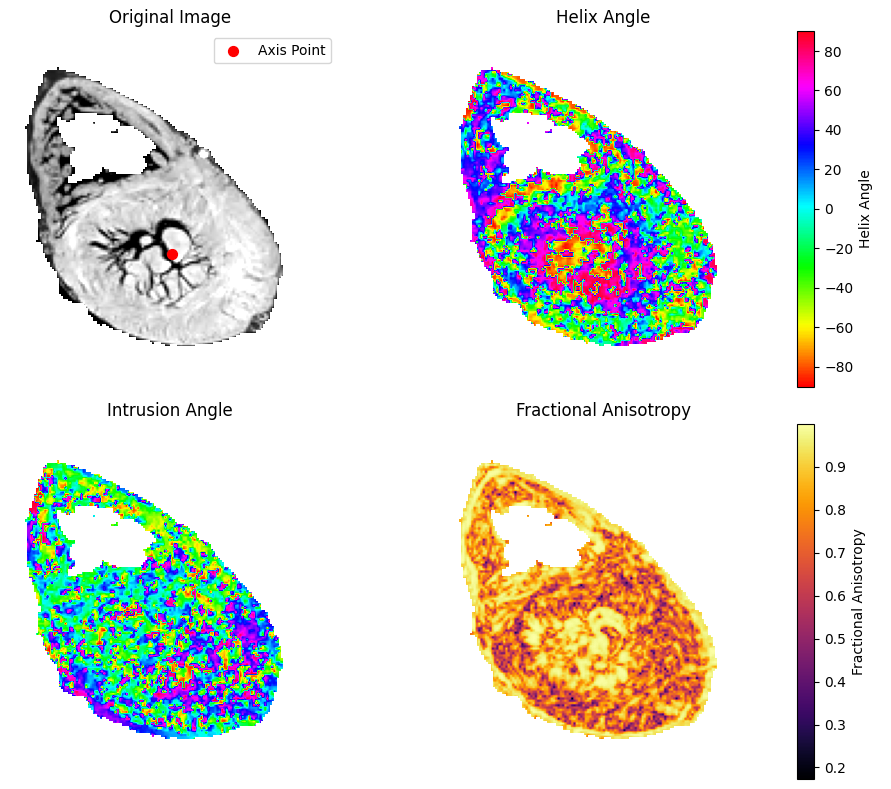 Original Image
Axis Point
Helix Angle
80
60
40
20
0
−20
−40
−60
−80
Helix Angle
Intrusion Angle
Fractional Anisotropy
0.9
0.8
0.7
0.6
0.5
0.4
0.3
0.2
Fractional Anisotropy